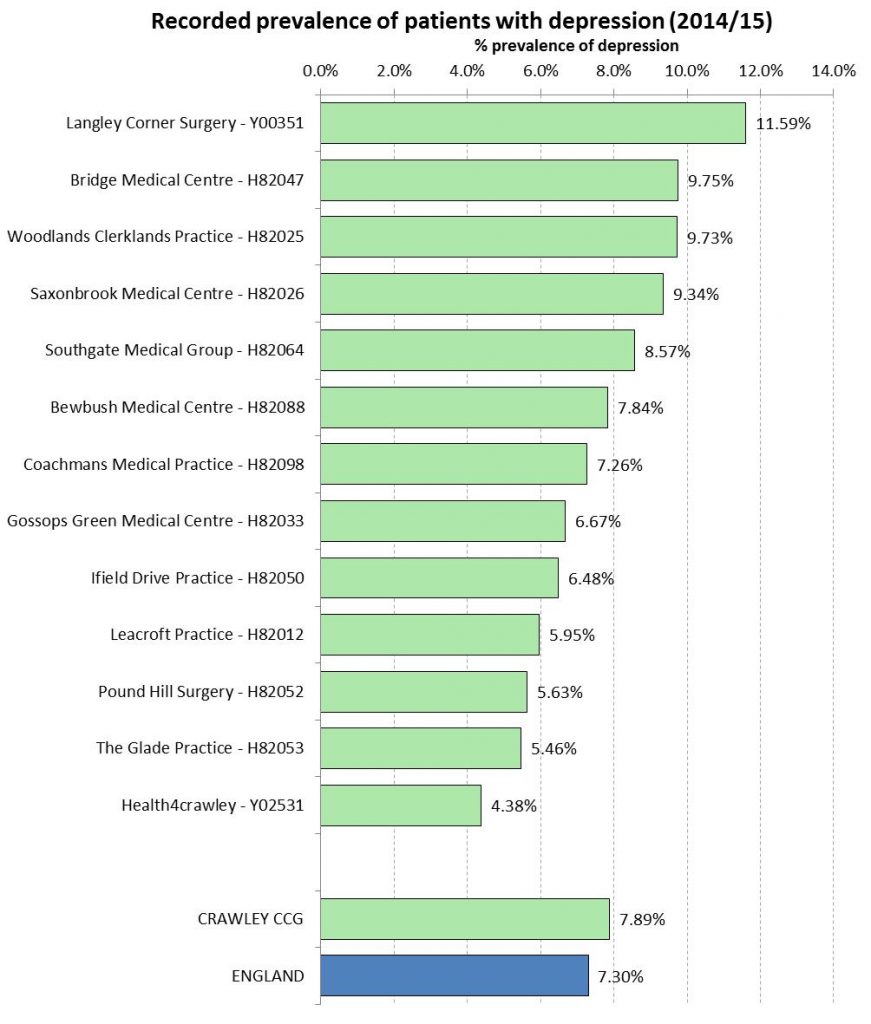 Recorded prevalence of patients with depression (2014/15)
% prevalence of depression
0.0% 2.0% 4.0% 6.0% 8.0% 10.0% 12.0% 14.0%
Langley Corner Surgery - Y00351 11.59%
Bridge Medical Centre - H82047 9.75%
Woodlands Clerklands Practice - H82025 9.73%
Saxonbrook Medical Centre - H82026 9.34%
Southgate Medical Group - H82064 8.57%
Bewbush Medical Centre - H82088 7.84%
Coachmans Medical Practice - H82098 7.26%
Gossops Green Medical Centre - H82033 6.67%
Ifield Drive Practice - H82050 6.48%
Leacroft Practice - H82012 5.95%
Pound Hill Surgery - H82052 5.63%
The Glade Practice - H82053 5.46%
Health4crawley - Y02531 4.38%
CRAWLEY CCG 7.89%
ENGLAND 7.30%